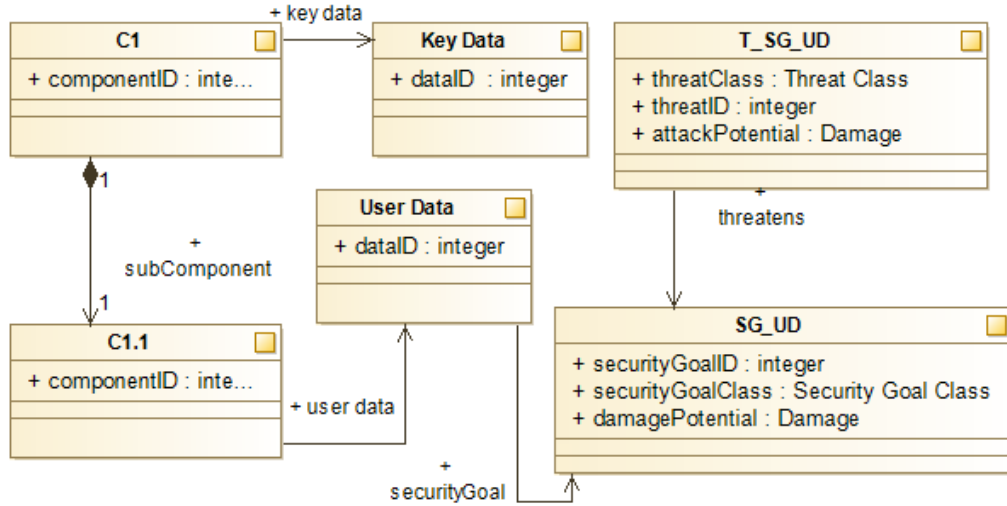 + key data
C1
+ componentID : inte...
Key Data
+ dataID : integer
T_SG_UD
+ threatClass : Threat Class
+ threatID : integer
+ attackPotential : Damage
1
+
subComponent
1
User Data
+ dataID : integer
+
threatens
C1.1
+ componentID : inte...
+ user data
SG_UD
+ securityGoalID : integer
+ securityGoalClass : Security Goal Class
+ damagePotential : Damage
+
securityGoal